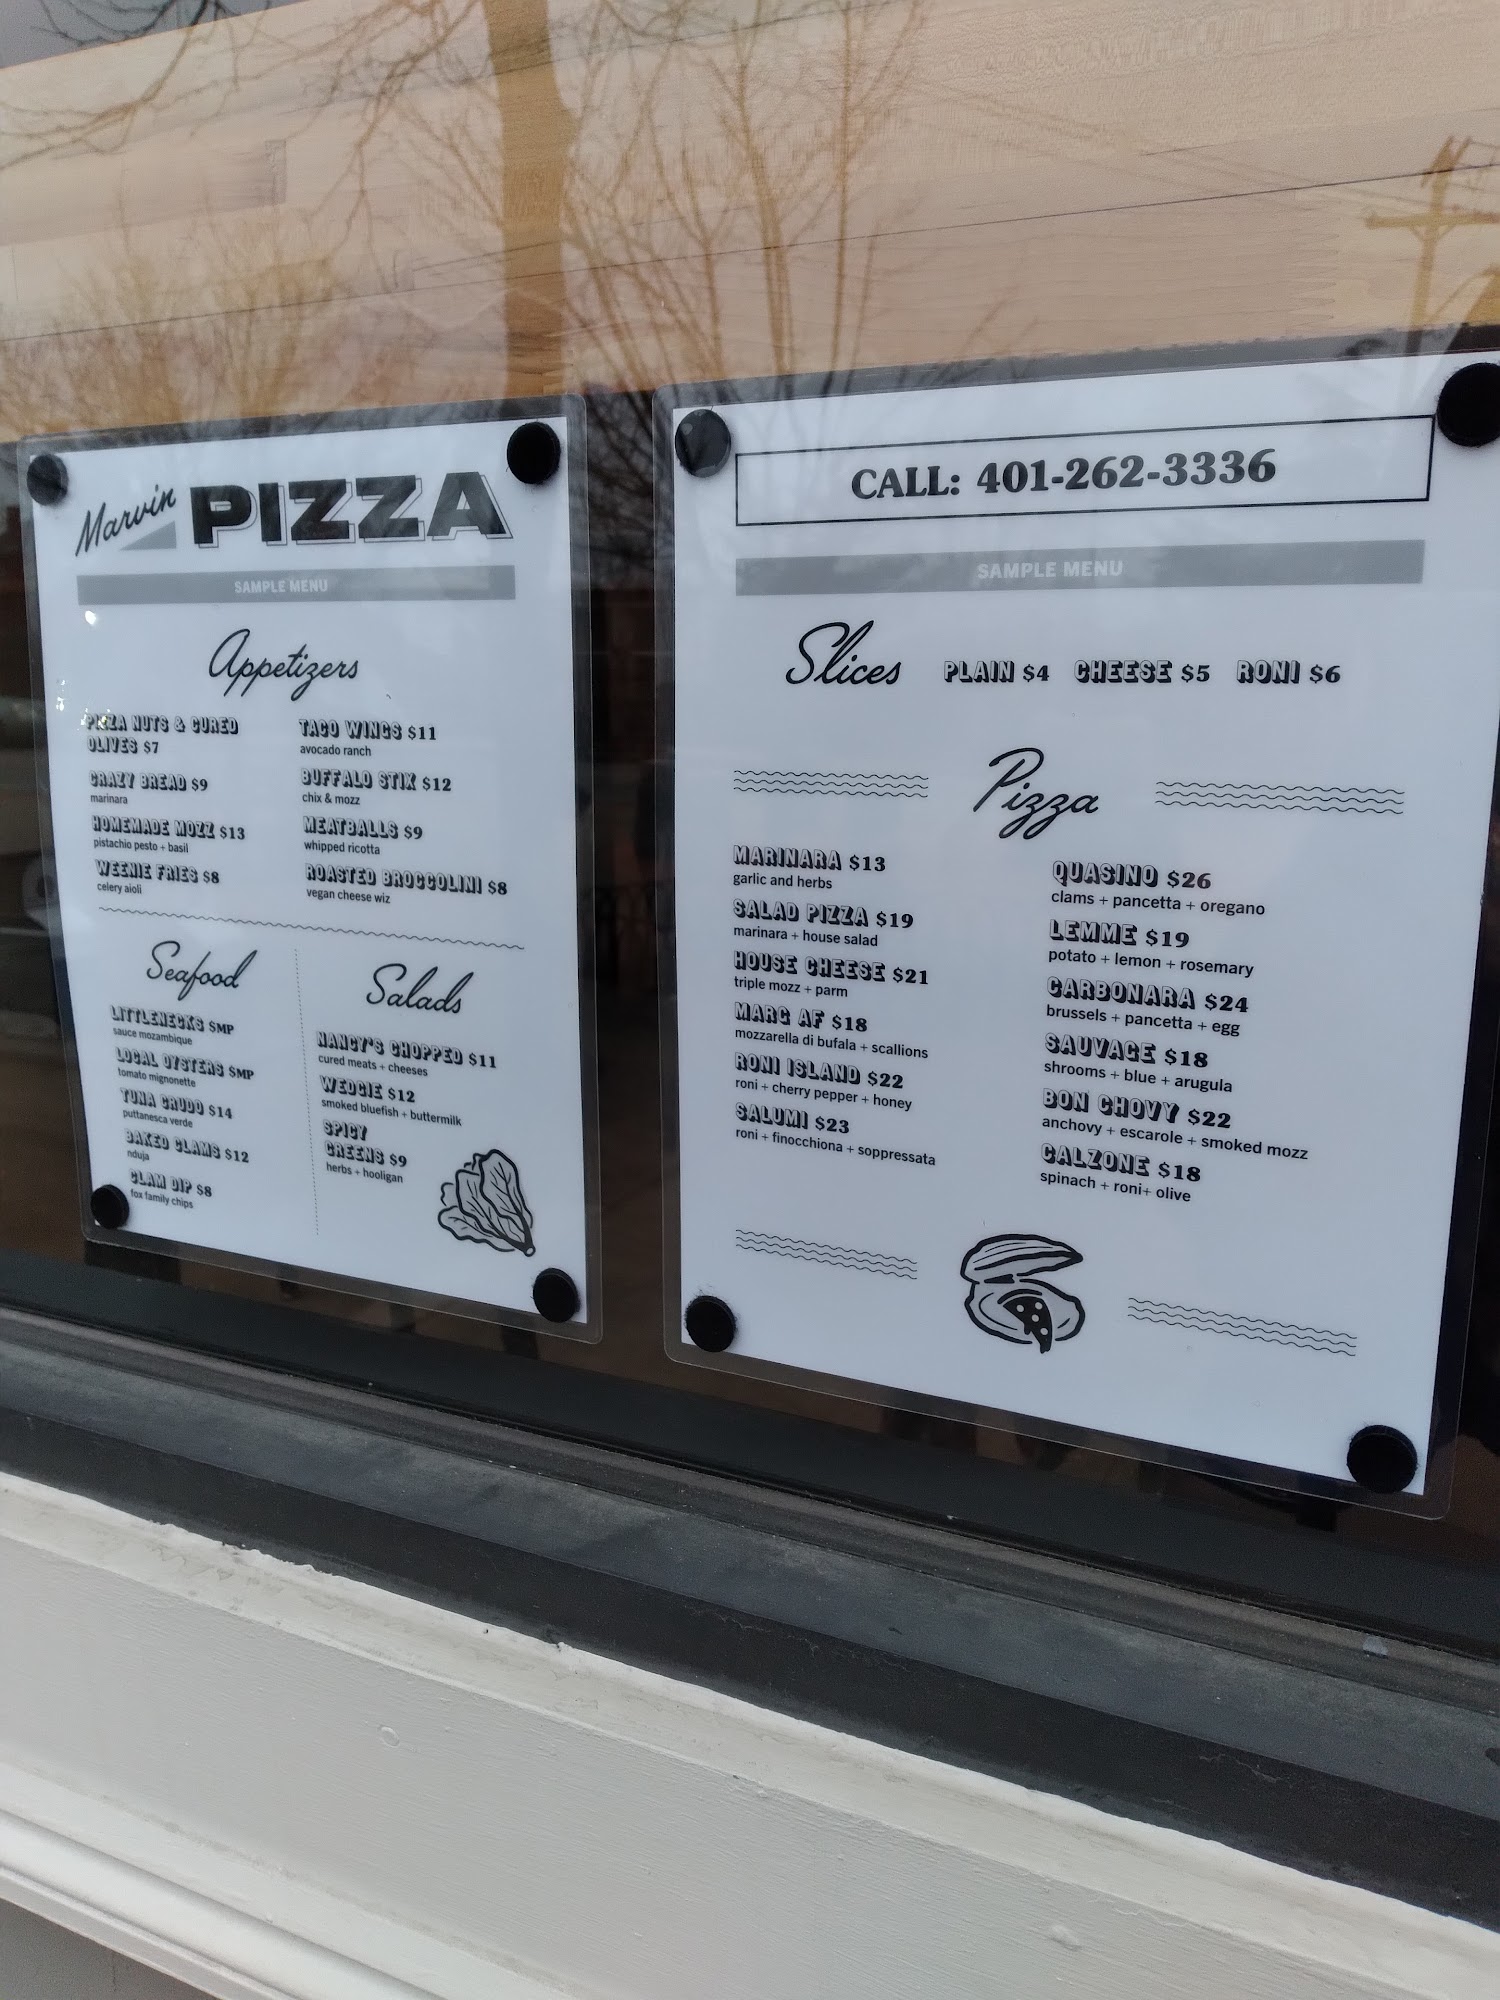 Marvin PIZZA
SAMPLE MENU
Appetizers
PIZZA NUTS & CURED
OLIVES $7
CRAZY BREAD $9
marinara
HOMEMADE MOZZ $13
pistachio pesto + basil
WEENIE FRIES $8
celery aioli
TACO WINGS $11
avocado ranch
BUFFALO STIX $12
chix & mozz
MEATBALLS $9
whipped ricotta
ROASTED BROCCOLINI $8
vegan cheese wiz
Seafood
LITTLENECKS $MP
sauce mozambique
LOCAL OYSTERS $MP
tomato mignonette
TUNA CRUDO $14
puttanesca verde
BAKED CLAMS $12
nduja
CLAM DIP $8
fox family chips
Salads
NANCY'S CHOPPED $11
cured meats + cheeses
WEDGIE $12
smoked bluefish + buttermilk
SPICY
GREENS $9
herbs + hooligan
CALL: 401-262-3336
SAMPLE MENU
Slices PLAIN $4 CHEESE $5 RONI $6
Pizza
MARINARA $13
garlic and herbs
SALAD PIZZA $19
marinara + house salad
HOUSE CHEESE $21
triple mozz + parm
MARG AF $18
mozzarella di bufala + scallions
RONI ISLAND $22
roni + cherry pepper + honey
SALUMI $23
roni + finocchiona + soppressata
QUASINO $26
clams + pancetta + oregano
LEMME $19
potato + lemon + rosemary
CARBONARA $24
brussels + pancetta + egg
SAUVAGE $18
shrooms + blue + arugula
BON CHOVY $22
anchovy + escarole + smoked mozz
CALZONE $18
spinach + roni+ olive